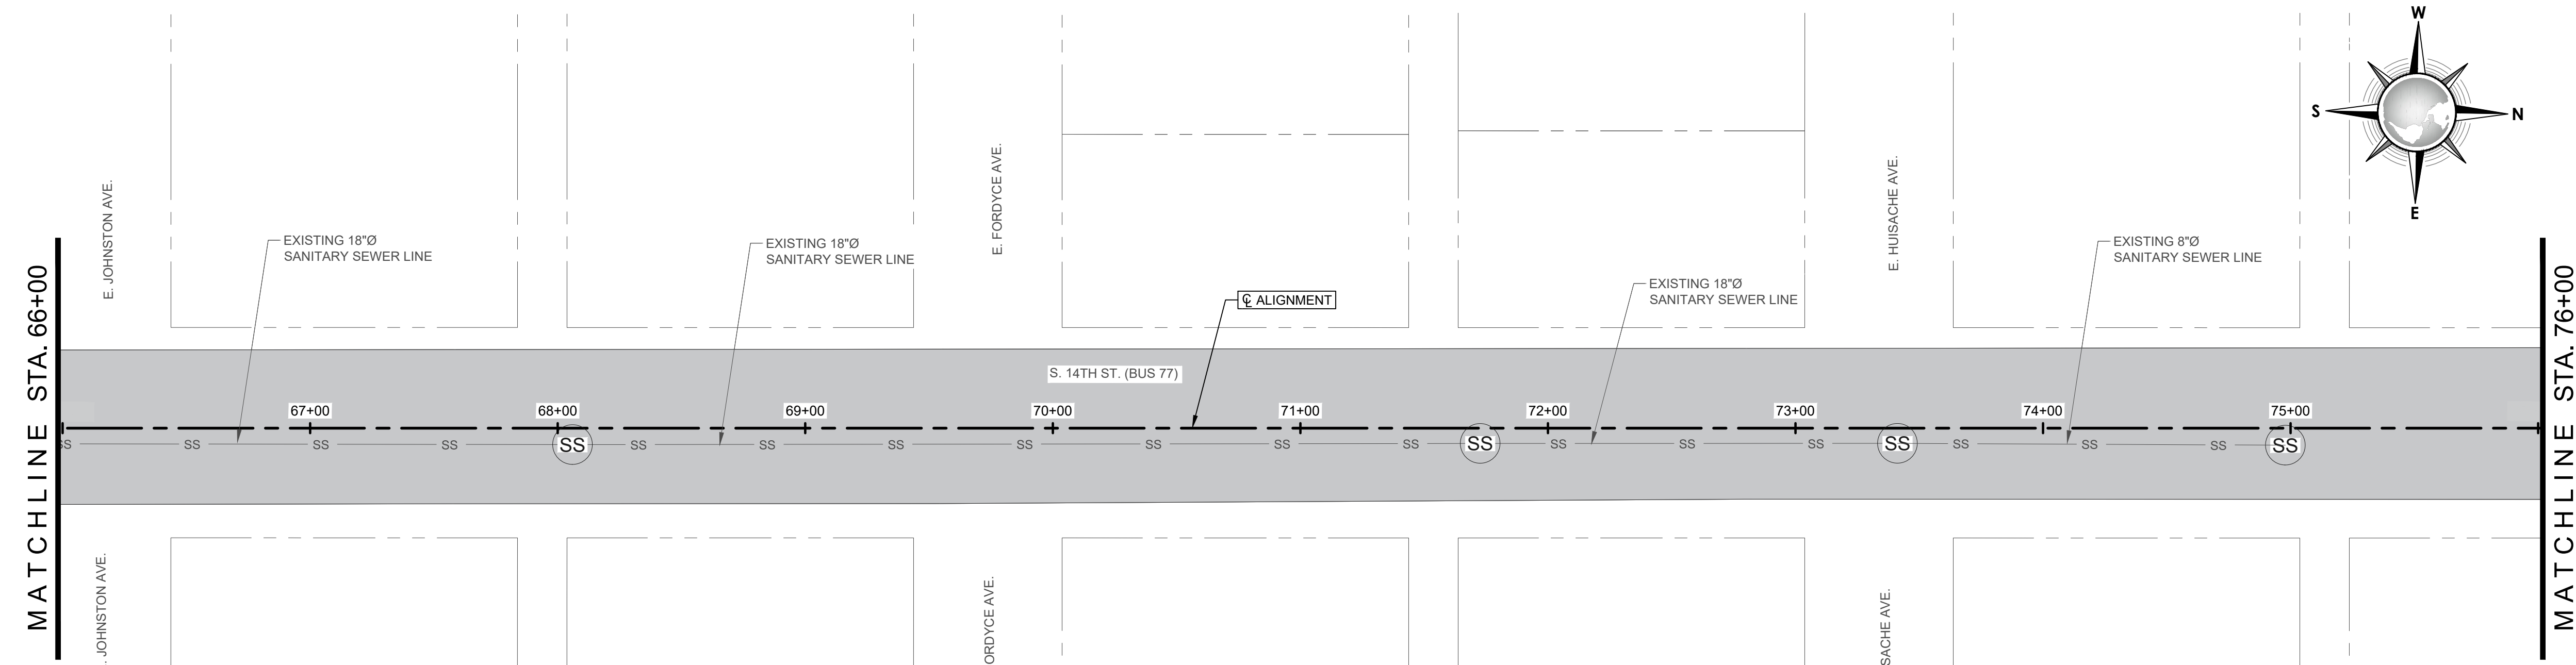 W
S
N
E
E. JOHNSTON AVE.
E. FORDYCE AVE.
E. HUISACHE AVE.
EXISTING 18"Ø
SANITARY SEWER LINE
EXISTING 18"Ø
SANITARY SEWER LINE
EXISTING 18"Ø
SANITARY SEWER LINE
EXISTING 8"Ø
SANITARY SEWER LINE
℄ ALIGNMENT
MATCHLINE STA. 66+00
MATCHLINE STA. 76+00
S. 14TH ST. (BUS 77)
67+00 68+00 69+00 70+00 71+00 72+00 73+00 74+00 75+00
SS SS SS SS SS SS SS SS SS SS SS SS SS SS SS SS SS SS SS SS SS
. JOHNSTON AVE.
ORDYCE AVE.
SACHE AVE.